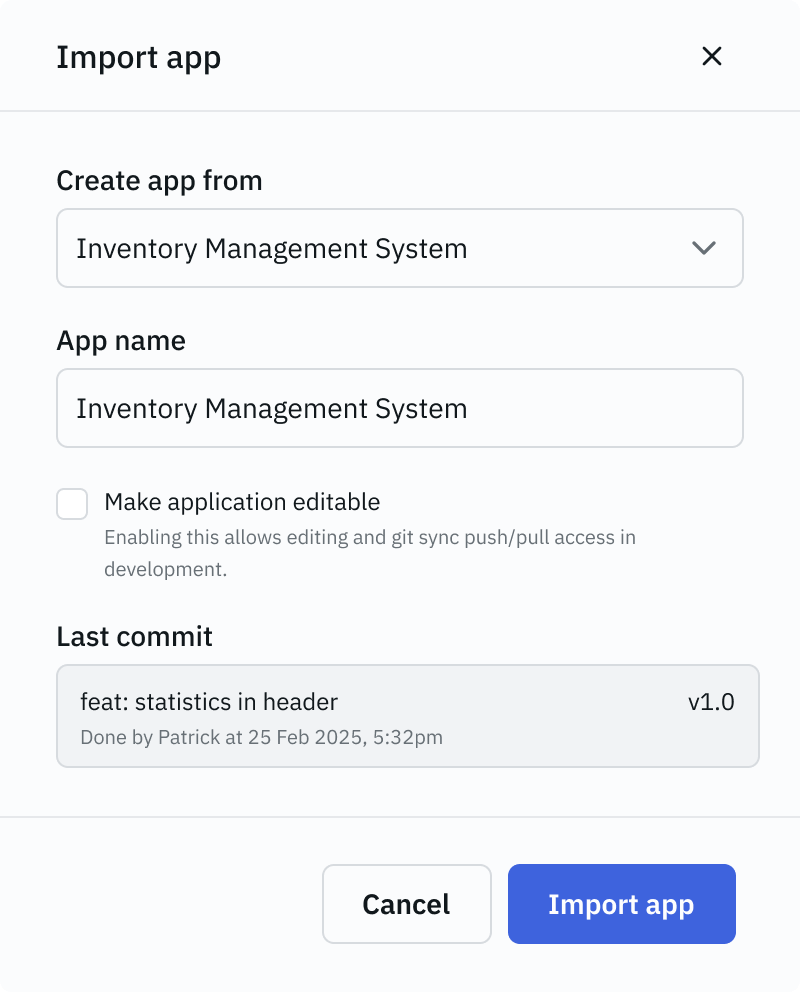 Import app
Create app from
Inventory Management System
App name
Inventory Management System
Make application editable
Enabling this allows editing and git sync push/pull access in
development.
Last commit
feat: statistics in header v1.0
Done by Patrick at 25 Feb 2025, 5:32pm
Cancel Import app